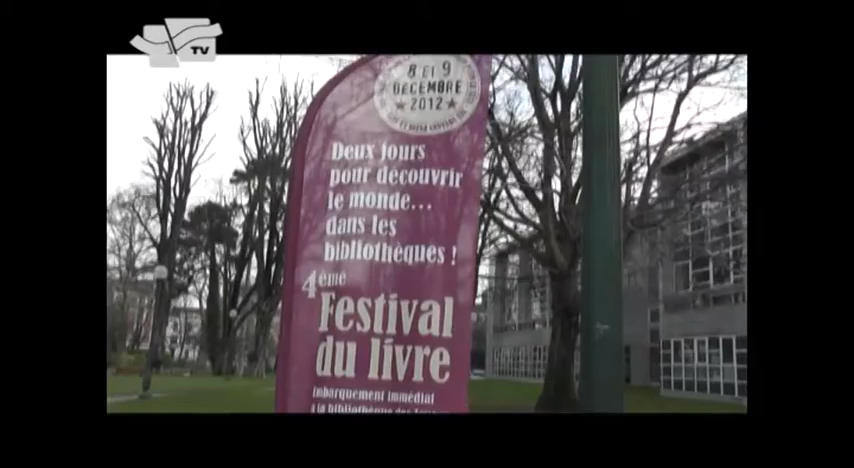 TV
8 ET 9
DÉCEMBRE
2012
Deux jours
pour découvrir
le monde...
dans les
bibliothèques !
4ème
Festival
du livre
Embarquement immédiat
à la bibliothèque des